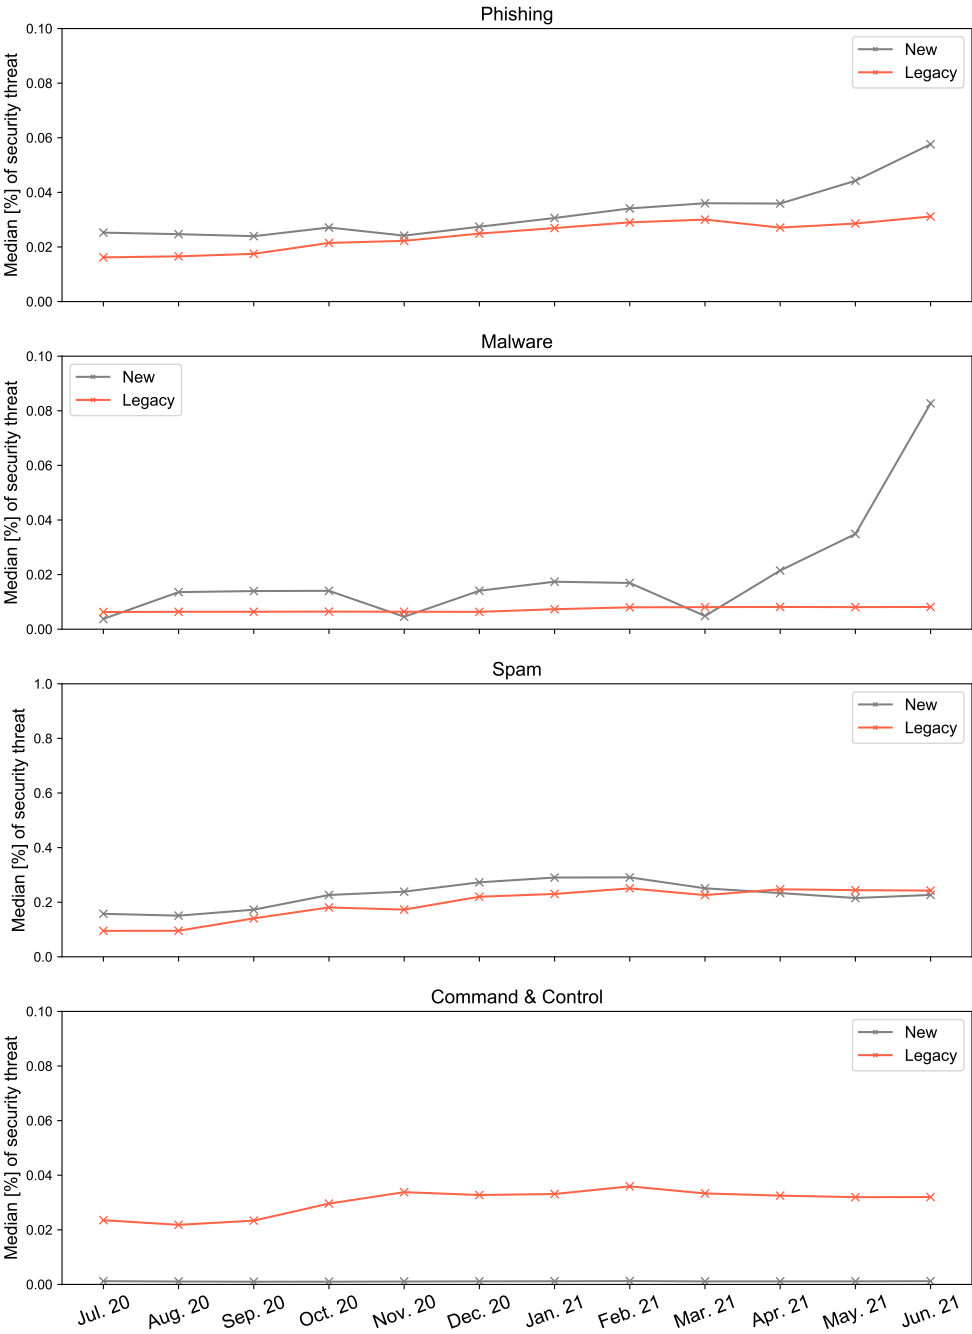 Phishing
Median [%] of security threat
0.10
0.08
0.06
0.04
0.02
0.00
New
Legacy
Malware
Median [%] of security threat
0.10
0.08
0.06
0.04
0.02
0.00
New
Legacy
Spam
Median [%] of security threat
1.0
0.8
0.6
0.4
0.2
0.0
New
Legacy
Command & Control
Median [%] of security threat
0.10
0.08
0.06
0.04
0.02
0.00
New
Legacy
Jul. 20
Aug. 20
Sep. 20
Oct. 20
Nov. 20
Dec. 20
Jan. 21
Feb. 21
Mar. 21
Apr. 21
May. 21
Jun. 21